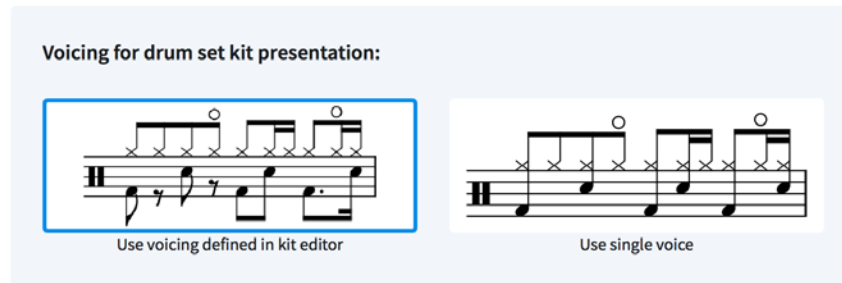 Voicing for drum set kit presentation:
Use voicing defined in kit editor
Use single voice